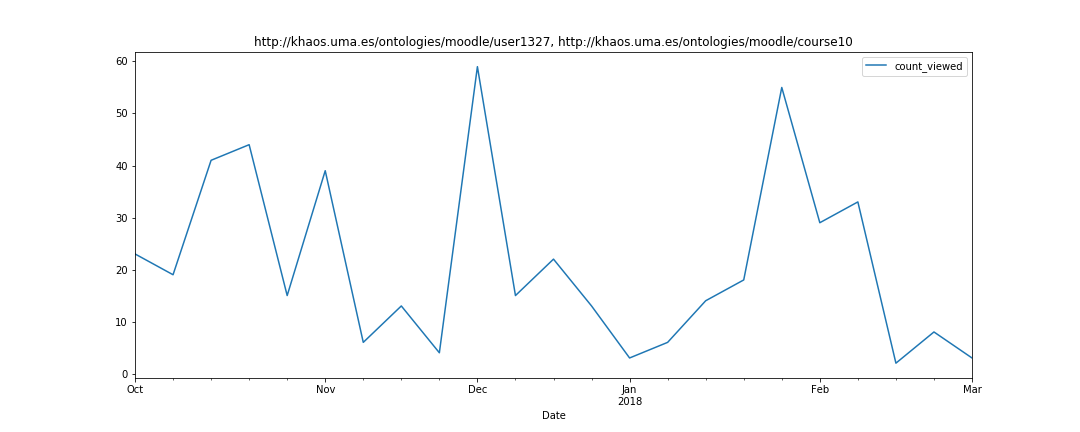 http://khaos.uma.es/ontologies/moodle/user1327, http://khaos.uma.es/ontologies/moodle/course10
count_viewed
60
50
40
30
20
10
0
Oct Nov Dec Jan Feb Mar
2018
Date